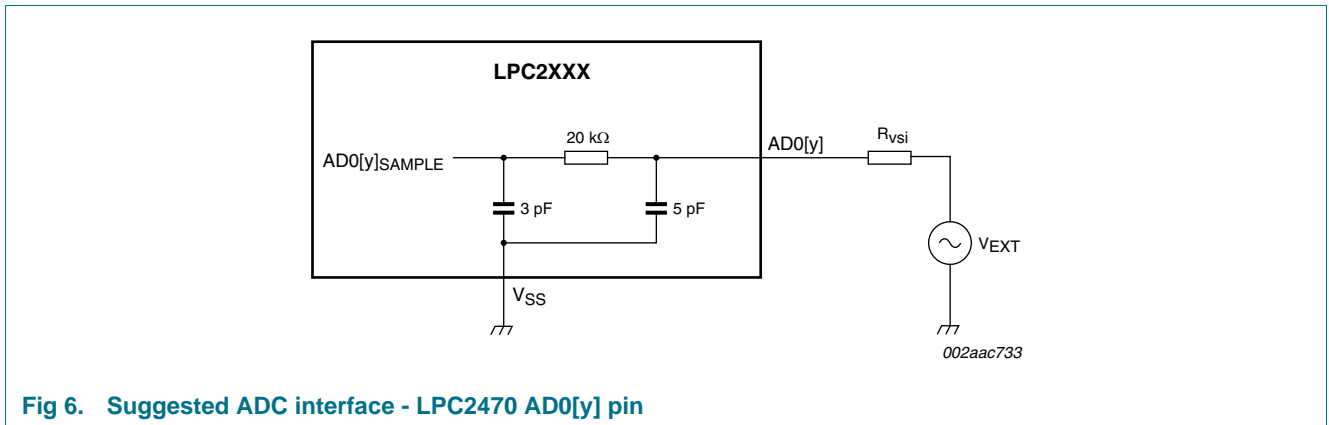 LPC2XXX
20 kΩ
AD0[y]
Rvsi
AD0[y]SAMPLE
3 pF
5 pF
VEXT
VSS
002aac733
Fig 6. Suggested ADC interface - LPC2470 AD0[y] pin